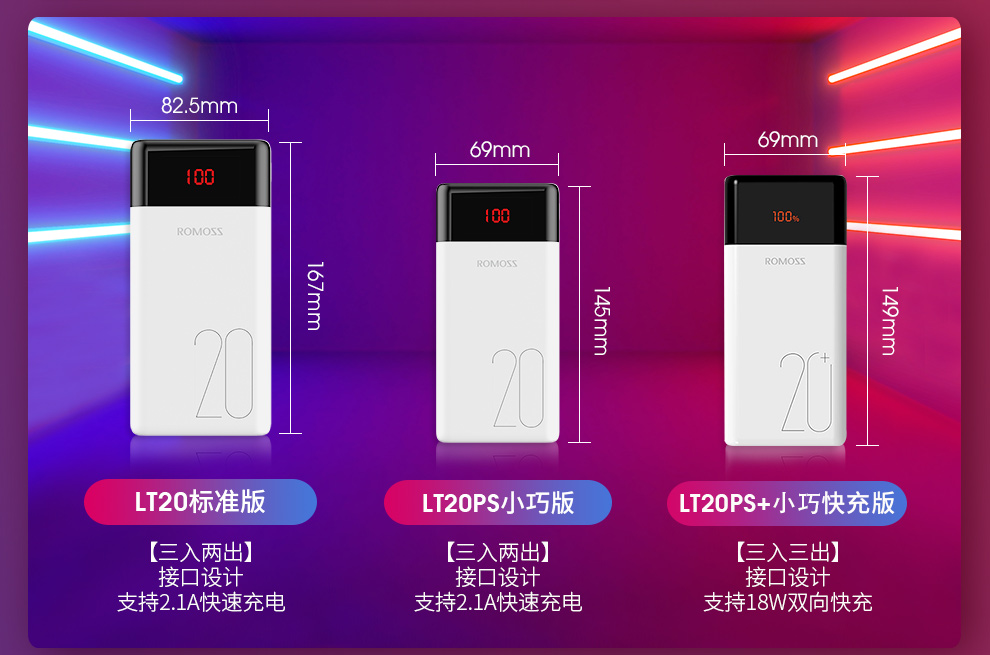 82.5mm
100
ROMOSS
20
167mm
LT20标准版
【三入两出】
接口设计
支持2.1A快速充电
69mm
100
ROMOSS
20
145mm
LT20PS小巧版
【三入两出】
接口设计
支持2.1A快速充电
69mm
100%
ROMOSS
20+
149mm
LT20PS+小巧快充版
【三入三出】
接口设计
支持18W双向快充